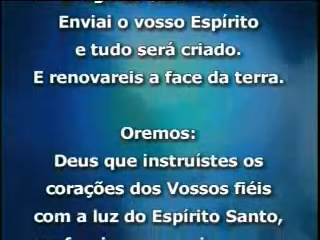 Enviai o vosso Espírito
e tudo será criado.
E renovareis a face da terra.
Oremos:
Deus que instruístes os
corações dos Vossos fiéis
com a luz do Espírito Santo,